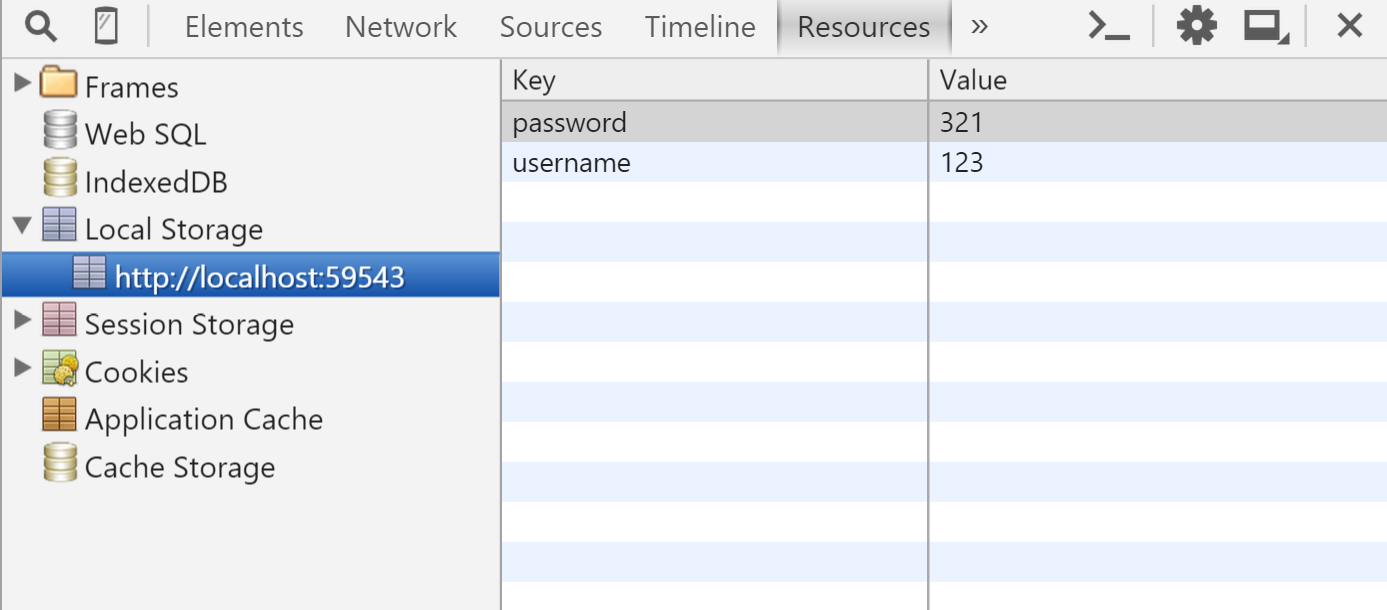 Elements Network Sources Timeline Resources »
Frames
Web SQL
IndexedDB
Local Storage
http://localhost:59543
Session Storage
Cookies
Application Cache
Cache Storage
Key Value
password 321
username 123